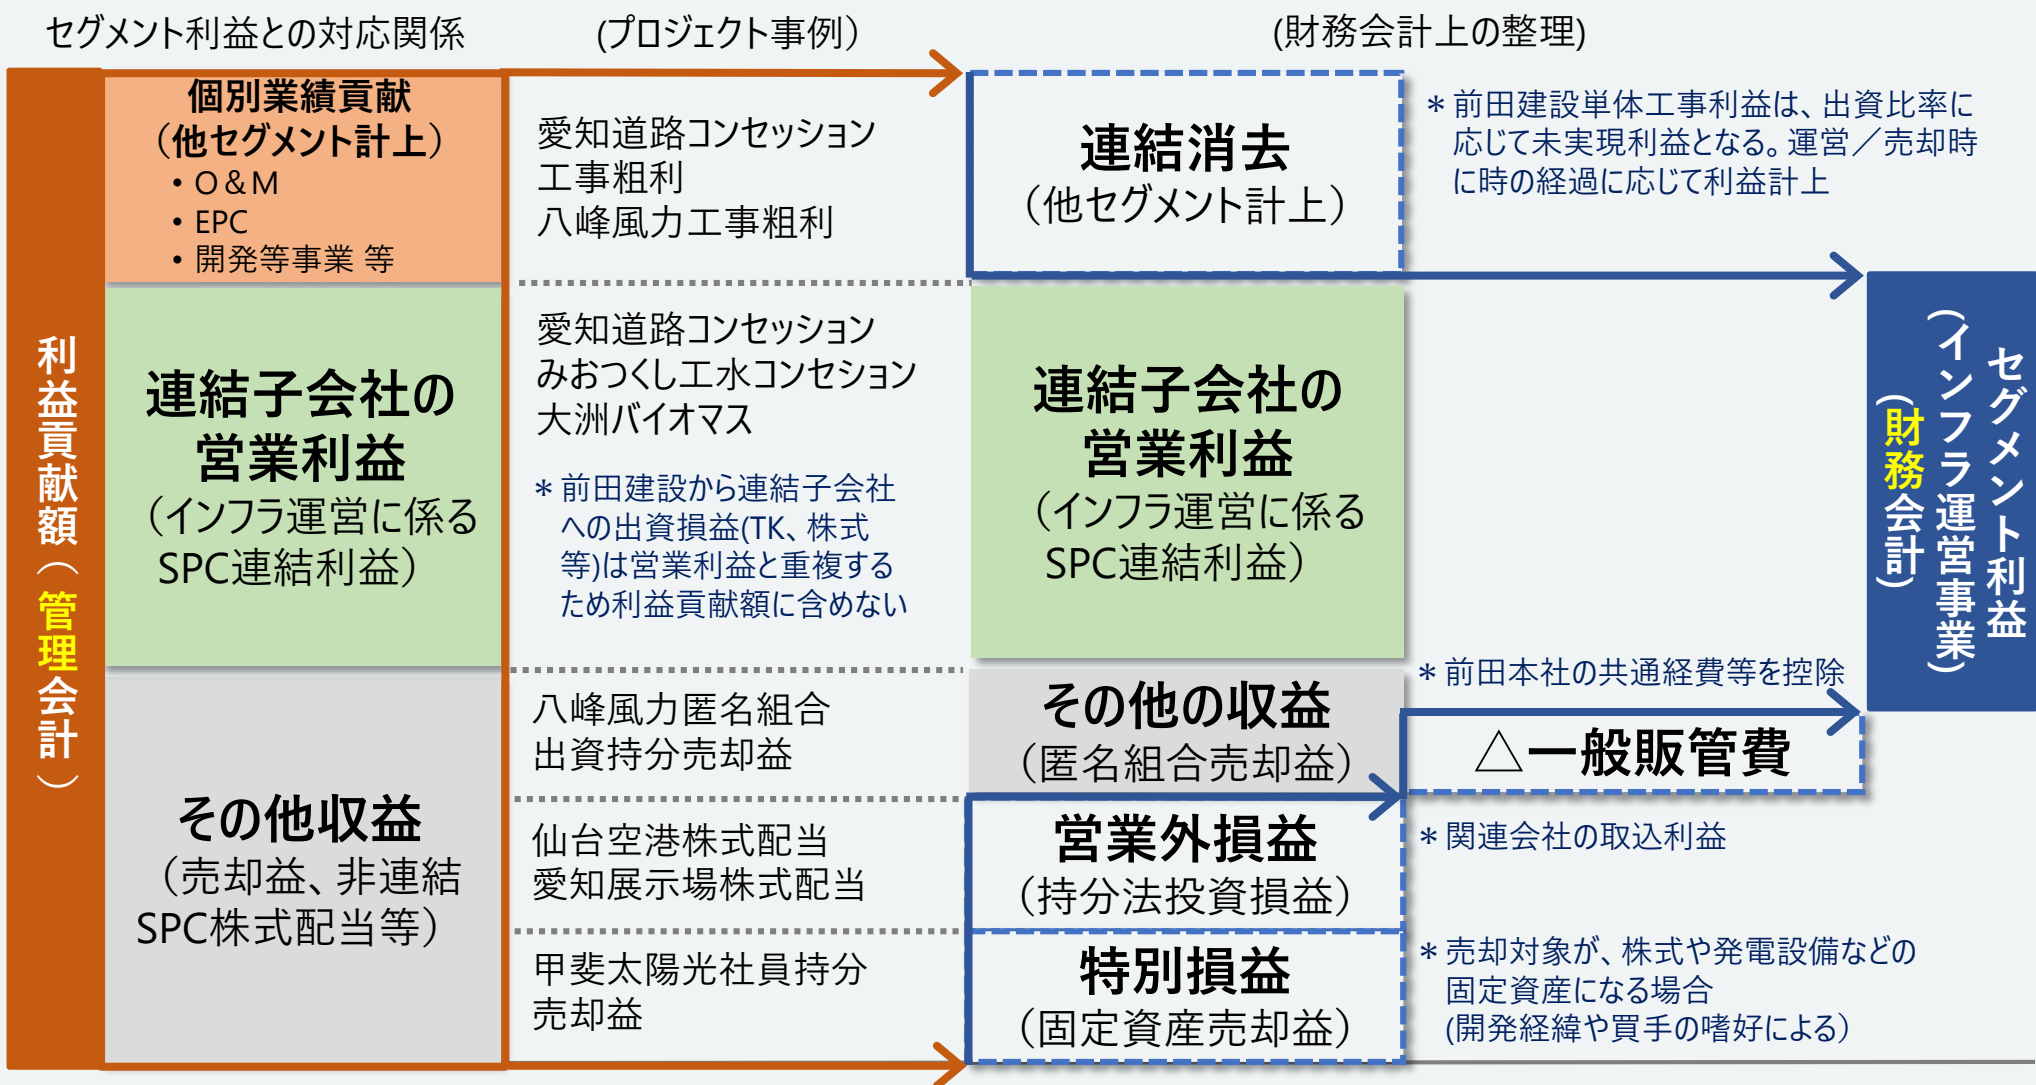 セグメント利益との対応関係
(プロジェクト事例）
(財務会計上の整理)
利益貢献額（管理会計）
個別業績貢献
（他セグメント計上）
・O＆M
・EPC
・開発等事業 等
連結子会社の
営業利益
（インフラ運営に係る
SPC連結利益）
その他収益
（売却益、非連結
SPC株式配当等）
愛知道路コンセッション
工事粗利
八峰風力工事粗利
愛知道路コンセッション
みおつくし工水コンセション
大洲バイオマス
＊前田建設から連結子会社
への出資損益(TK、株式
等)は営業利益と重複する
ため利益貢献額に含めない
八峰風力匿名組合
出資持分売却益
仙台空港株式配当
愛知展示場株式配当
甲斐太陽光社員持分
売却益
連結消去
（他セグメント計上）
連結子会社の
営業利益
（インフラ運営に係る
SPC連結利益）
その他の収益
（匿名組合売却益）
営業外損益
（持分法投資損益）
特別損益
（固定資産売却益）
＊前田建設単体工事利益は、出資比率に
応じて未実現利益となる。運営／売却時
に時の経過に応じて利益計上
＊前田本社の共通経費等を控除
△一般販管費
＊関連会社の取込利益
＊売却対象が、株式や発電設備などの
固定資産になる場合
(開発経緯や買手の嗜好による）
セグメント利益
(インフラ運営事業)
(財務会計)